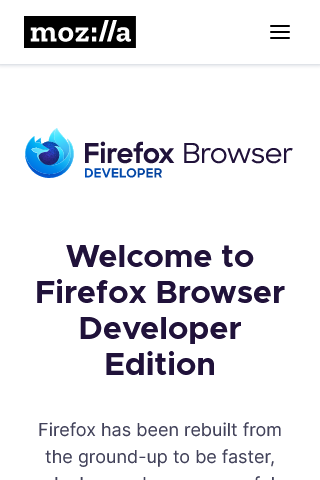 moz://a
Firefox Browser
DEVELOPER
Welcome to
Firefox Browser
Developer
Edition
Firefox has been rebuilt from
the ground-up to be faster,